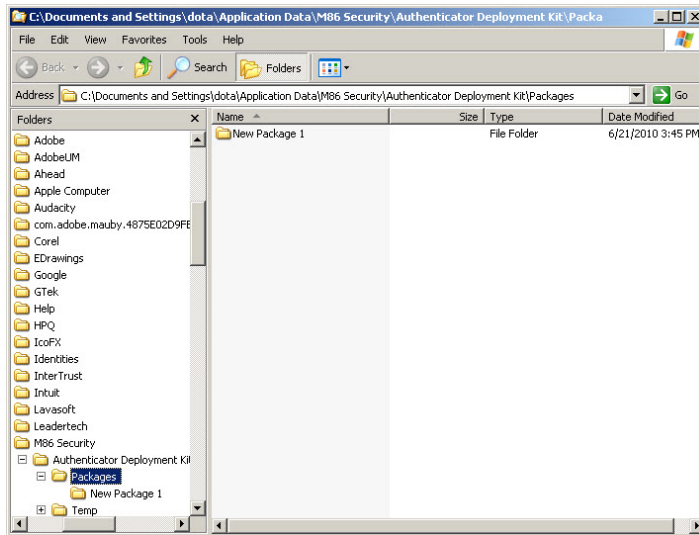 C:\Documents and Settings\dota\Application Data\M86 Security\Authenticator Deployment Kit\Packa
File Edit View Favorites Tools Help
Back Search Folders
Address C:\Documents and Settings\dota\Application Data\M86 Security\Authenticator Deployment Kit\Packages Go
Folders x Name Size Type Date Modified
New Package 1 File Folder 6/21/2010 3:45 PM
Adobe
AdobeUM
Ahead
Apple Computer
Audacity
com.adobe.mauby.4875E02D9FE
Corel
EDrawings
Google
GTek
Help
HPQ
IcoFX
Identities
InterTrust
Intuit
Lavasoft
Leadertech
M86 Security
Authenticator Deployment Ki
Packages
New Package 1
Temp